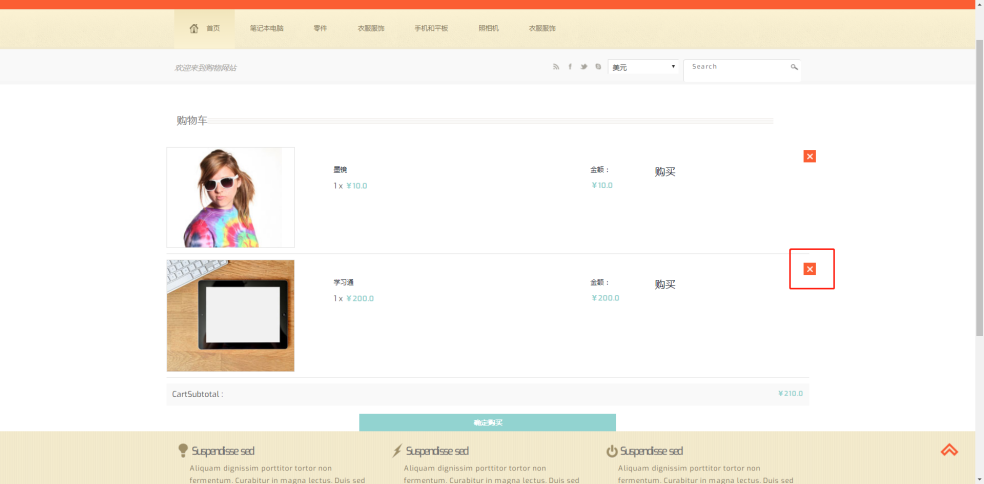 首页 笔记本电脑 零件 衣服服饰 手机和平板 照相机 衣服服饰
欢迎来到购物网站 美元 Search
购物车
墨镜 金额： 购买
1 x ￥10.0 ￥10.0
学习通 金额： 购买
1 x ￥200.0 ￥200.0
CartSubtotal : ￥210.0
确定购买
Suspendisse sed Suspendisse sed Suspendisse sed
Aliquam dignissim porttitor tortor non Aliquam dignissim porttitor tortor non Aliquam dignissim porttitor tortor non
fermentum. Curabitur in magna lectus. Duis sed fermentum. Curabitur in magna lectus. Duis sed fermentum. Curabitur in magna lectus. Duis sed